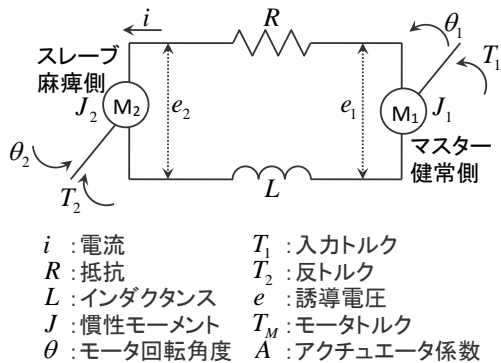 i
R
θ₁
T₁
スレーブ
麻痺側
J₂
M₂
e₂
e₁
M₁
J₁
マスター
健常側
θ₂
T₂
L
i :電流
R :抵抗
L :インダクタンス
J :慣性モーメント
θ :モータ回転角度
T₁ :入力トルク
T₂ :反トルク
e :誘導電圧
T_M :モータトルク
A :アクチュエータ係数